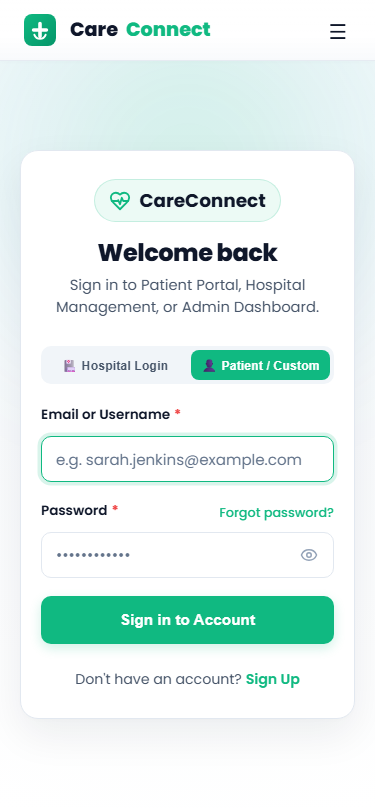 Care Connect
CareConnect
Welcome back
Sign in to Patient Portal, Hospital
Management, or Admin Dashboard.
Hospital Login
Patient / Custom
Email or Username *
e.g. sarah.jenkins@example.com
Password *
Forgot password?
••••••••••••
Sign in to Account
Don't have an account? Sign Up